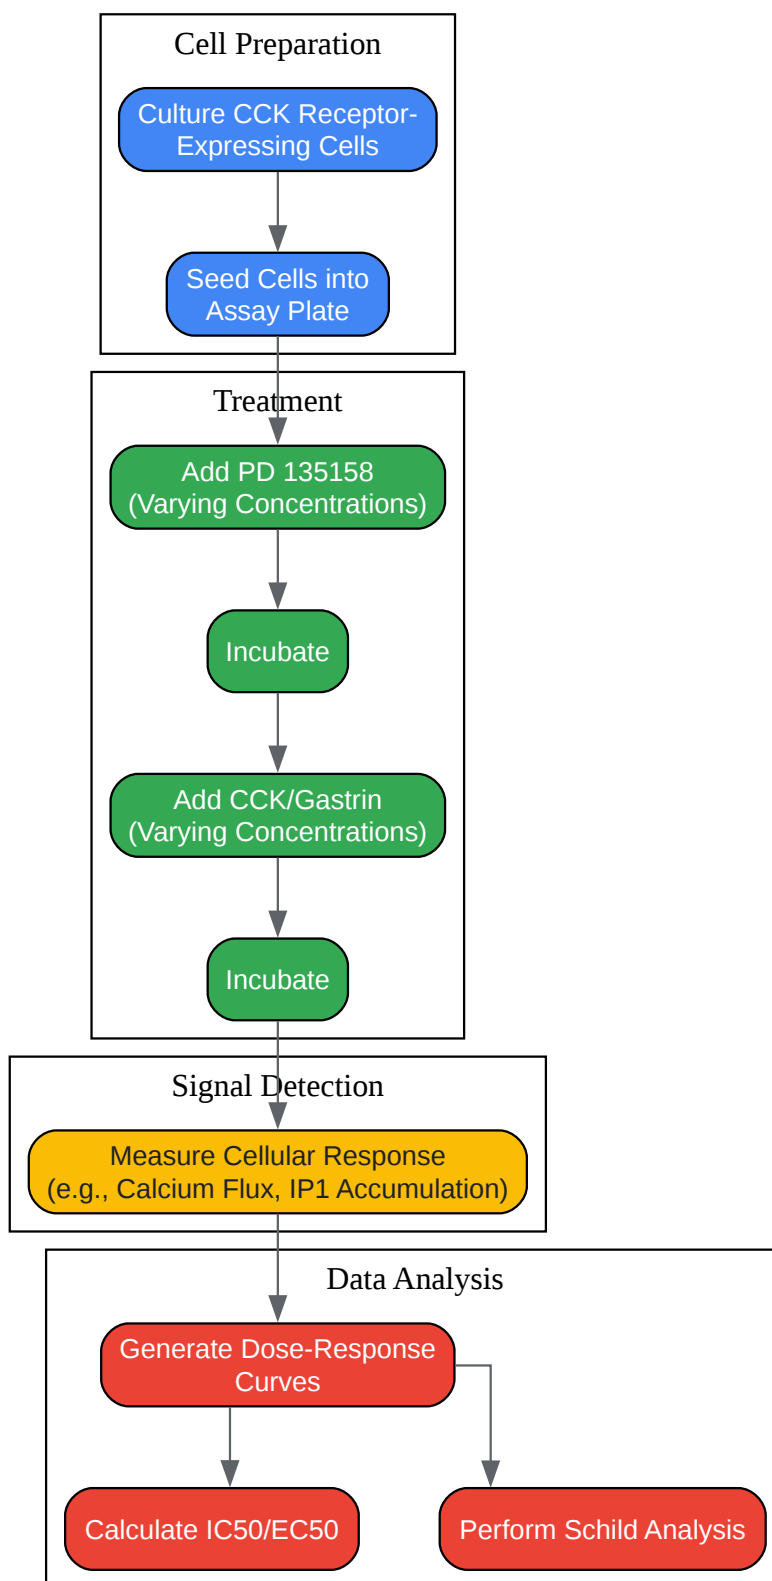 Cell Preparation
Culture CCK Receptor-
Expressing Cells
Seed Cells into
Assay Plate
Treatment
Add PD 135158
(Varying Concentrations)
Incubate
Add CCK/Gastrin
(Varying Concentrations)
Incubate
Signal Detection
Measure Cellular Response
(e.g., Calcium Flux, IP1 Accumulation)
Data Analysis
Generate Dose-Response
Curves
Calculate IC50/EC50
Perform Schild Analysis